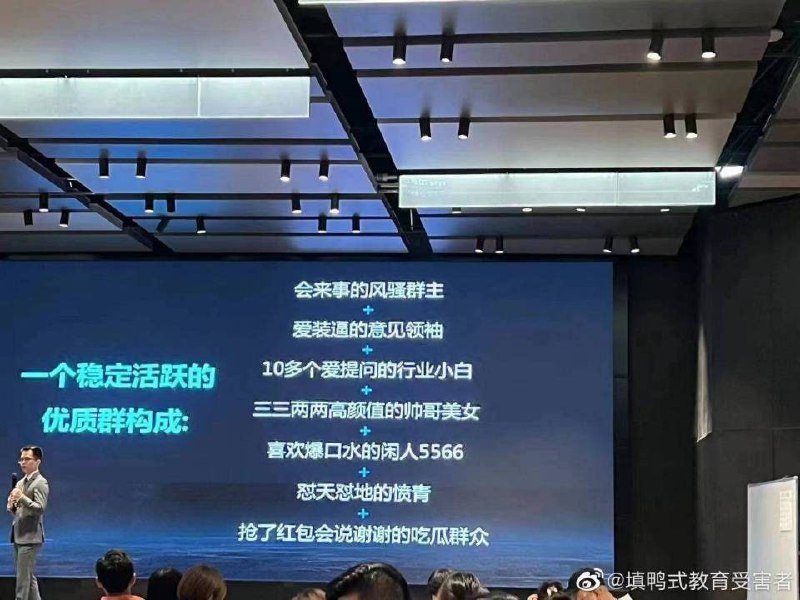 一个稳定活跃的
优质群构成:
会来事的风骚群主
+
爱装逼的意见领袖
+
10多个爱提问的行业小白
+
三三两两高颜值的帅哥美女
+
喜欢爆口水的闲人5566
+
怼天怼地的愤青
+
抢了红包会说谢谢的吃瓜群众
@填鸭式教育受害者